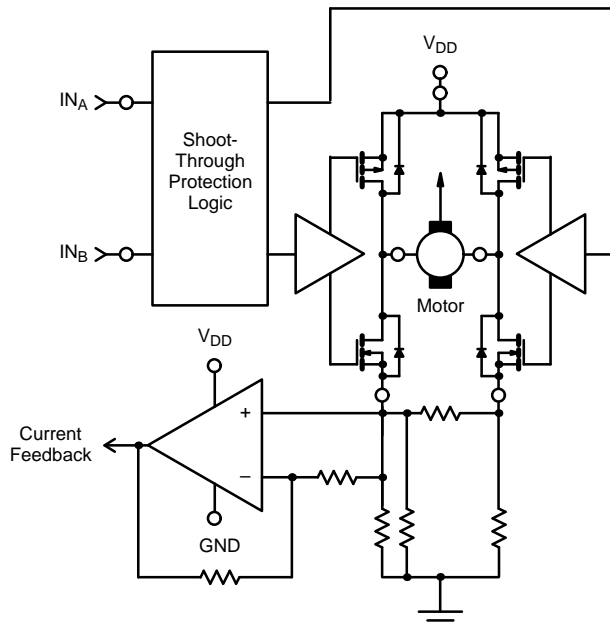 V_DD
IN_A
Shoot-
Through
Protection
Logic
IN_B
Motor
V_DD
+
Current
Feedback
−
GND